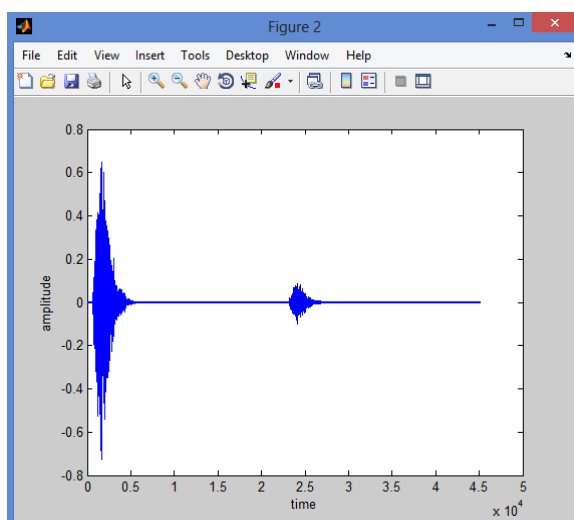 Figure 2
File Edit View Insert Tools Desktop Window Help
0.8
0.6
0.4
0.2
0
-0.2
-0.4
-0.6
-0.8
amplitude
0 0.5 1 1.5 2 2.5 3 3.5 4 4.5 5
time
x 10^4